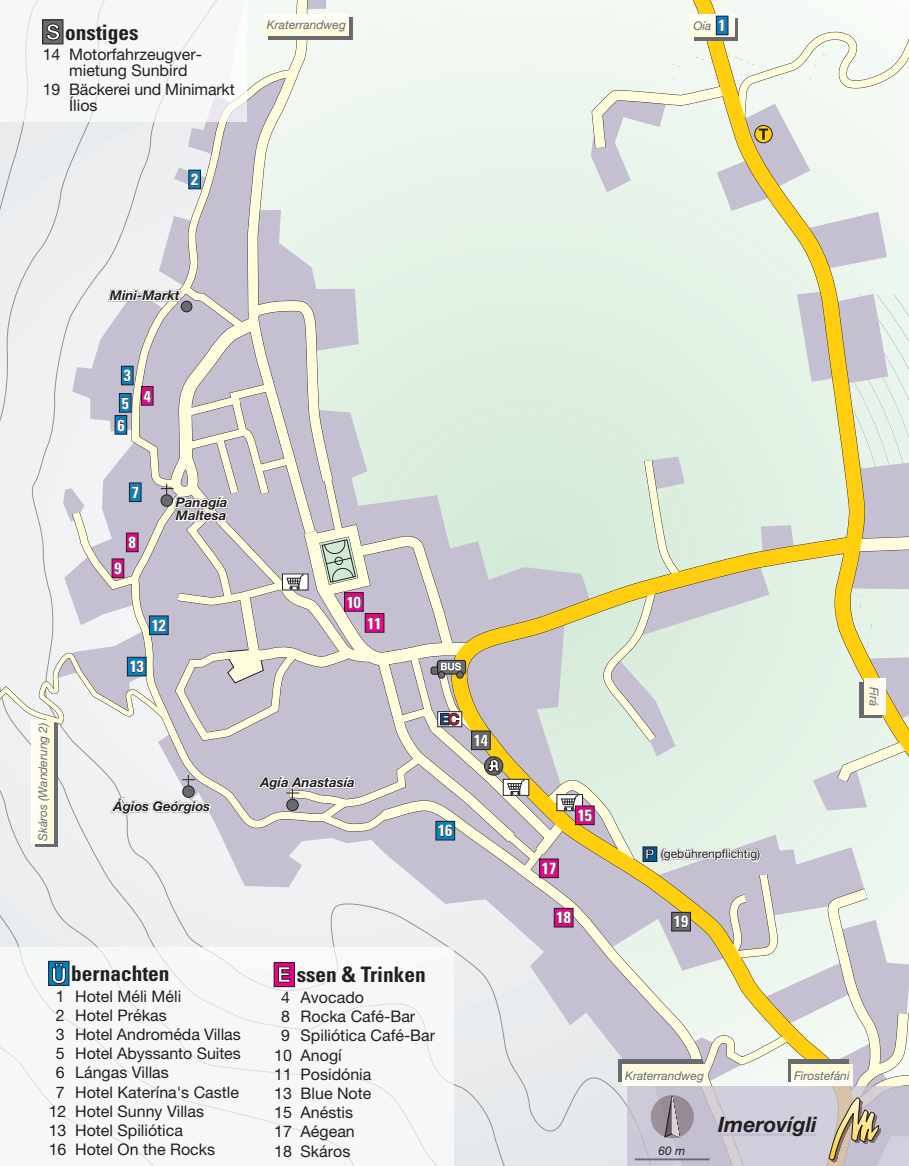 Sonstiges
14 Motorfahrzeugver-
mietung Sunbird
19 Bäckerei und Minimarkt
Ílios
Kraterrandweg
Oía 1
T
2
Mini-Markt
3
4
5
6
7
Panagía
Maltesa
8
9
10
11
12
13
BUS
EC
14
A
Firá
Skáros (Wanderung 2)
Ágios Geórgios
Agía Anastasía
15
16
P (gebührenpflichtig)
17
18
19
Übernachten
1 Hotel Méli Méli
2 Hotel Prékas
3 Hotel Androméda Villas
5 Hotel Abyssanto Suites
6 Lángas Villas
7 Hotel Katerína's Castle
12 Hotel Sunny Villas
13 Hotel Spiliótica
16 Hotel On the Rocks
Essen & Trinken
4 Avocado
8 Rocka Café-Bar
9 Spiliótica Café-Bar
10 Anogí
11 Posidónia
13 Blue Note
15 Anéstis
17 Aégean
18 Skáros
Kraterrandweg
Firostefáni
60 m
Imerovígli